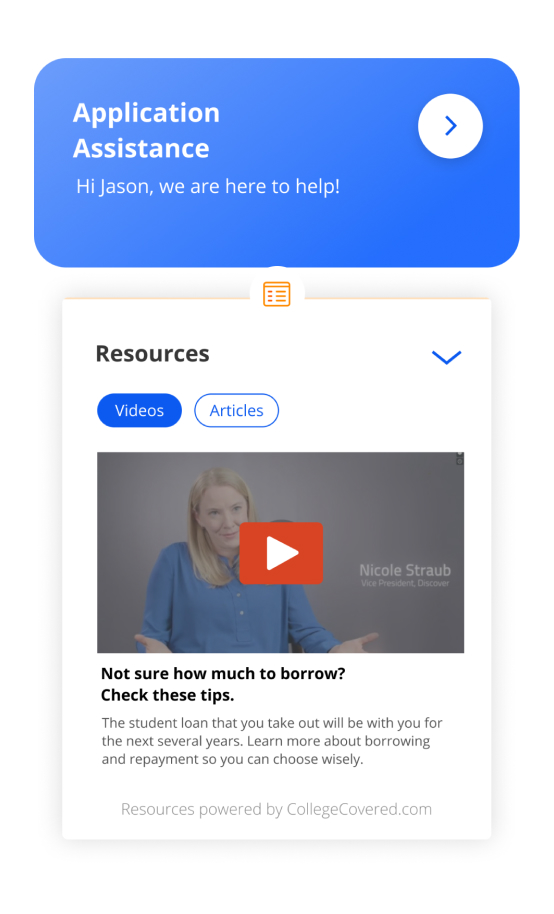 Application
Assistance
Hi Jason, we are here to help!
Resources
Videos
Articles
Nicole Straub
Vice President, Discover
Not sure how much to borrow?
Check these tips.
The student loan that you take out will be with you for
the next several years. Learn more about borrowing
and repayment so you can choose wisely.
Resources powered by CollegeCovered.com